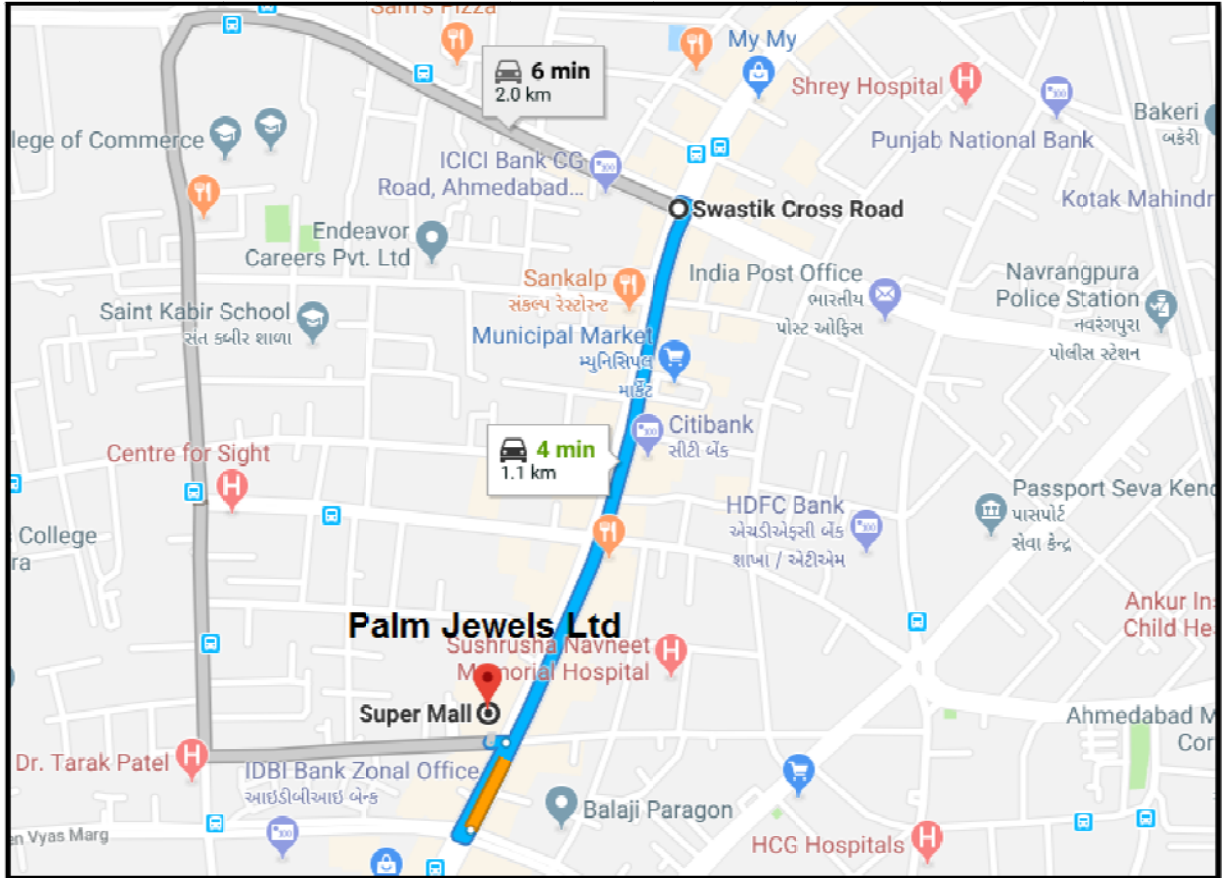 Sam's Pizza
6 min
2.0 km
My My
Shrey Hospital
Punjab National Bank
Bakeri
બકેરી
lege of Commerce
ICICI Bank CG
Road, Ahmedabad...
Kotak Mahindr
Swastik Cross Road
Endeavor
Careers Pvt. Ltd
Sankalp
સંકલ્પ રેસ્ટોરન્ટ
India Post Office
ભારતીય
પોસ્ટ ઓફિસ
Navrangpura
Police Station
નવરંગપુરા
પોલીસ સ્ટેશન
Saint Kabir School
સંત કબીર શાળા
Municipal Market
મ્યુનિસિપલ
માર્કેટ
Citibank
સીટી બેંક
4 min
1.1 km
Centre for Sight
HDFC Bank
એચડીએફસી બેંક
શાખા / એટીએમ
Passport Seva Kend
પાસપોર્ટ
સેવા કેન્દ્ર
College
ra
Palm Jewels Ltd
Sushrusha Navneet
Memorial Hospital
Ankur In
Child He
Super Mall
Ahmedabad M
Cor
Dr. Tarak Patel
IDBI Bank Zonal Office
આઇડીબીઆઇ બેન્ક
Balaji Paragon
en Vyas Marg
HCG Hospitals